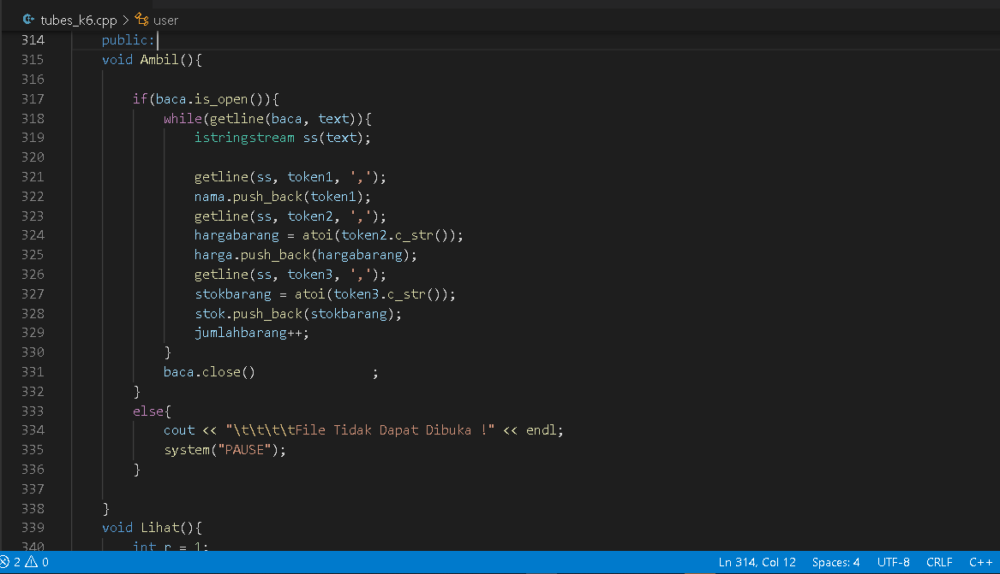 tubes_k6.cpp > user
314 public:
315 void Ambil(){
316
317 if(baca.is_open()){
318 while(getline(baca, text)){
319 istringstream ss(text);
320
321 getline(ss, token1, ',');
322 nama.push_back(token1);
323 getline(ss, token2, ',');
324 hargabarang = atoi(token2.c_str());
325 harga.push_back(hargabarang);
326 getline(ss, token3, ',');
327 stokbarang = atoi(token3.c_str());
328 stok.push_back(stokbarang);
329 jumlahbarang++;
330 }
331 baca.close()                ;
332 }
333 else{
334 cout << "\t\t\t\tFile Tidak Dapat Dibuka !" << endl;
335 system("PAUSE");
336 }
337
338 }
339 void Lihat(){
340 int r = 1;
2 0 Ln 314, Col 12 Spaces: 4 UTF-8 CRLF C++